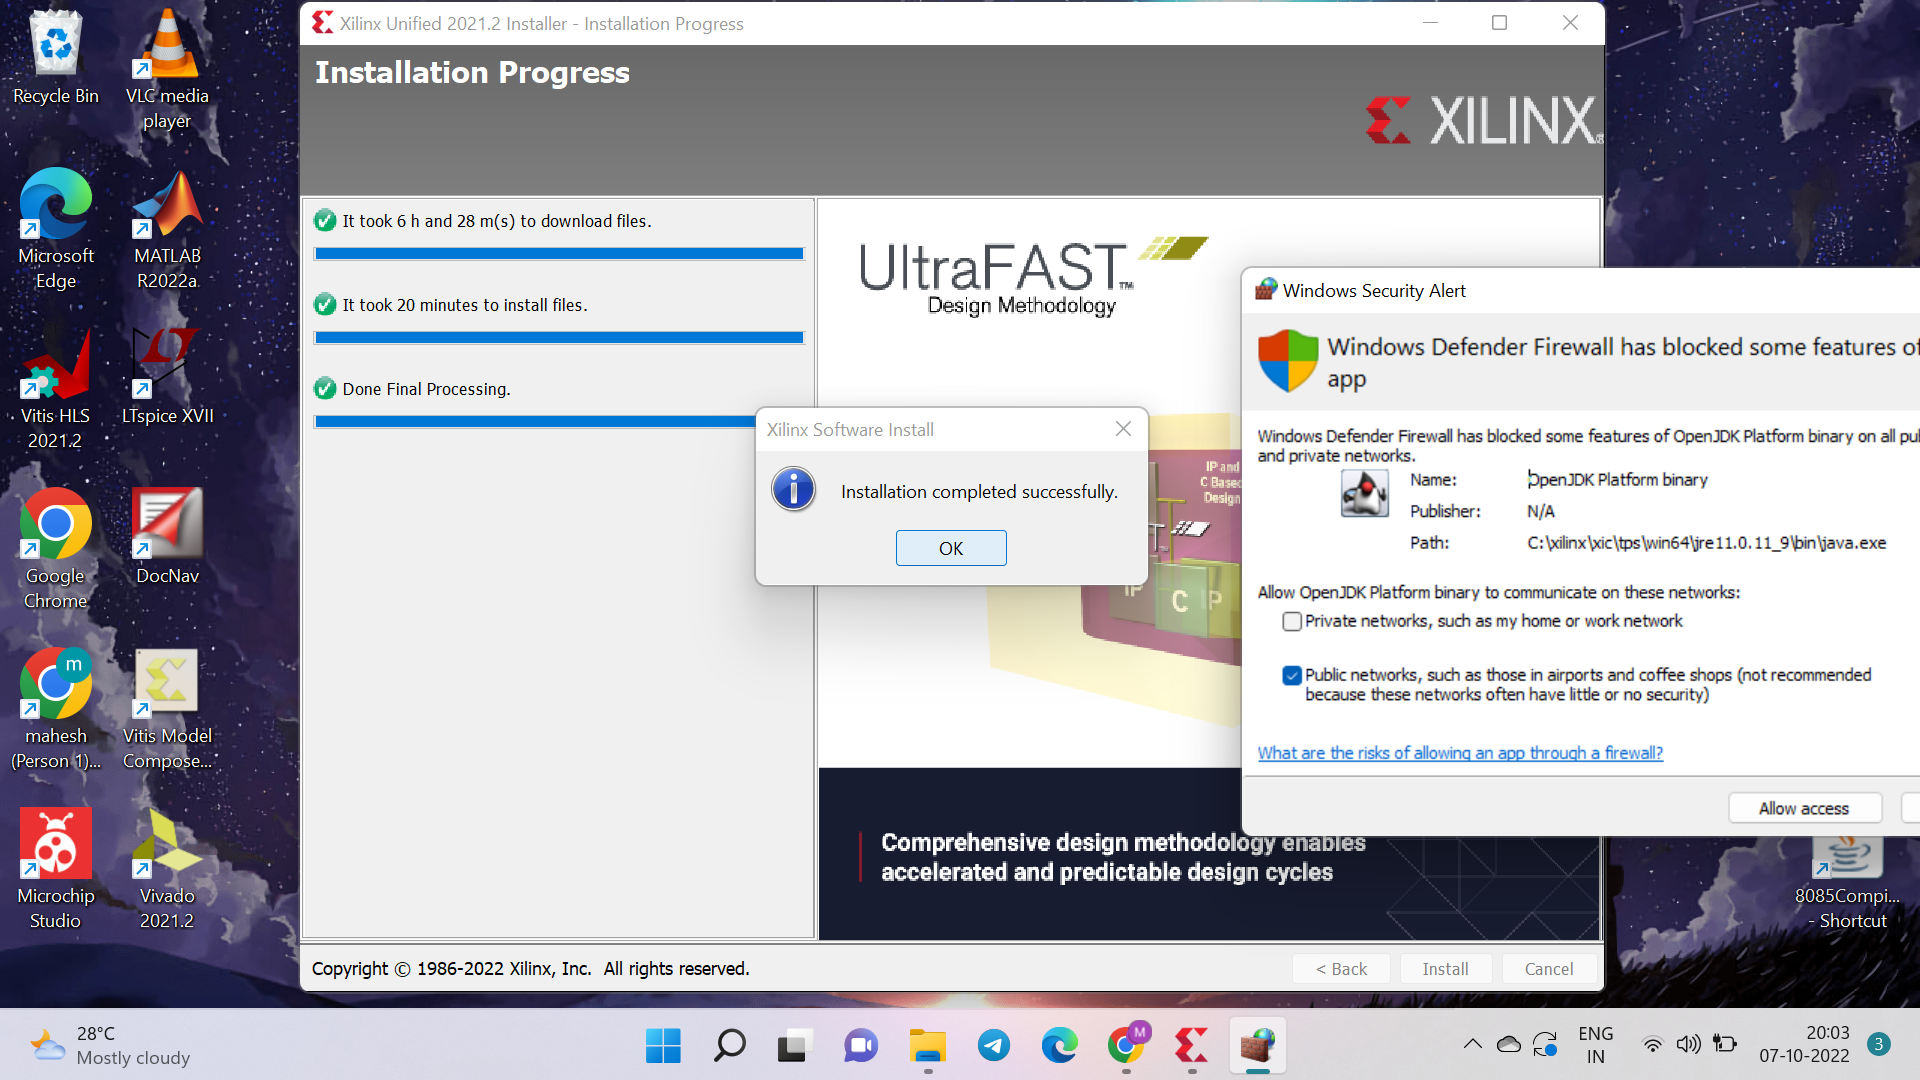 Recycle Bin
VLC media
player
Microsoft
Edge
MATLAB
R2022a
Vitis HLS
2021.2
LTspice XVII
Google
Chrome
DocNav
m
mahesh
(Person 1)...
Vitis Model
Compose...
Microchip
Studio
Vivado
2021.2
Xilinx Unified 2021.2 Installer - Installation Progress
Installation Progress
XILINX
It took 6 h and 28 m(s) to download files.
It took 20 minutes to install files.
Done Final Processing.
UltraFAST™
Design Methodology
IP and
C Based
Design
IP C IP
Comprehensive design methodology enables
accelerated and predictable design cycles
Copyright © 1986-2022 Xilinx, Inc. All rights reserved.
< Back
Install
Cancel
Xilinx Software Install
Installation completed successfully.
OK
Windows Security Alert
Windows Defender Firewall has blocked some features of
app
Windows Defender Firewall has blocked some features of OpenJDK Platform binary on all pu
and private networks.
Name: OpenJDK Platform binary
Publisher: N/A
Path: C:\xilinx\xic\tps\win64\jre11.0.11_9\bin\java.exe
Allow OpenJDK Platform binary to communicate on these networks:
Private networks, such as my home or work network
Public networks, such as those in airports and coffee shops (not recommended
because these networks often have little or no security)
What are the risks of allowing an app through a firewall?
Allow access
8085Compi...
- Shortcut
28°C
Mostly cloudy
M
ENG
IN
20:03
07-10-2022
3